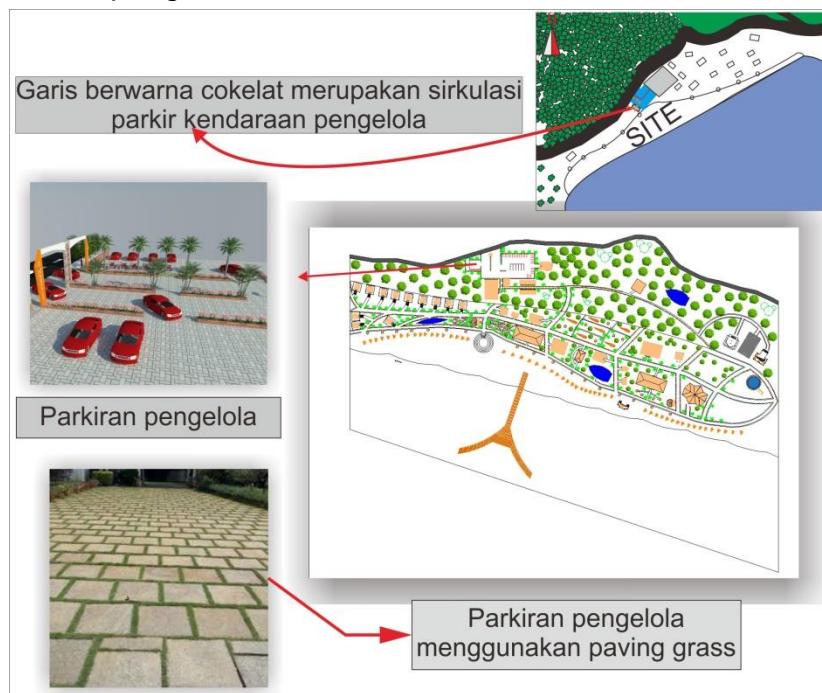 Garis berwarna cokelat merupakan sirkulasi
parkir kendaraan pengelola
SITE
Parkiran pengelola
Parkiran pengelola
menggunakan paving grass